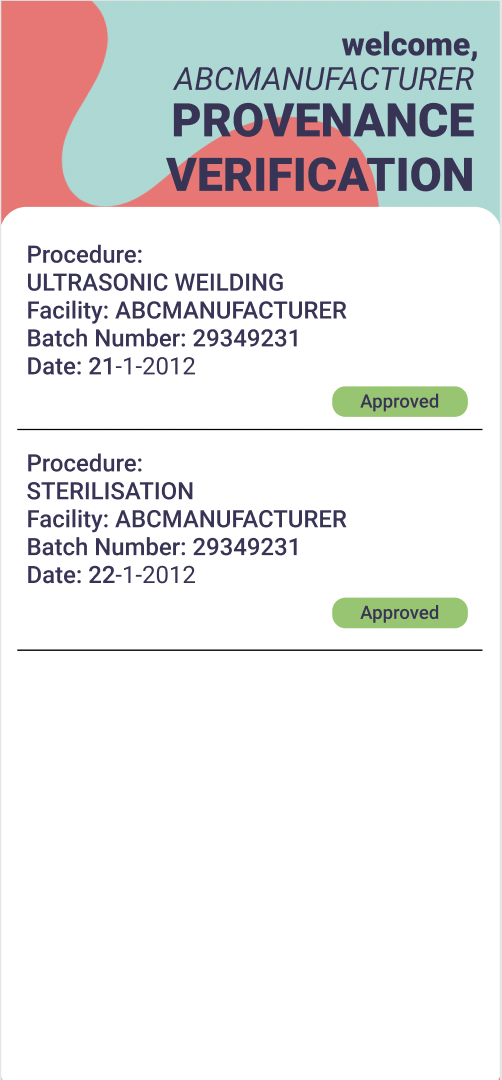 welcome,
ABCMANUFACTURER
PROVENANCE
VERIFICATION
Procedure:
ULTRASONIC WEILDING
Facility: ABCMANUFACTURER
Batch Number: 29349231
Date: 21-1-2012
Approved
Procedure:
STERILISATION
Facility: ABCMANUFACTURER
Batch Number: 29349231
Date: 22-1-2012
Approved